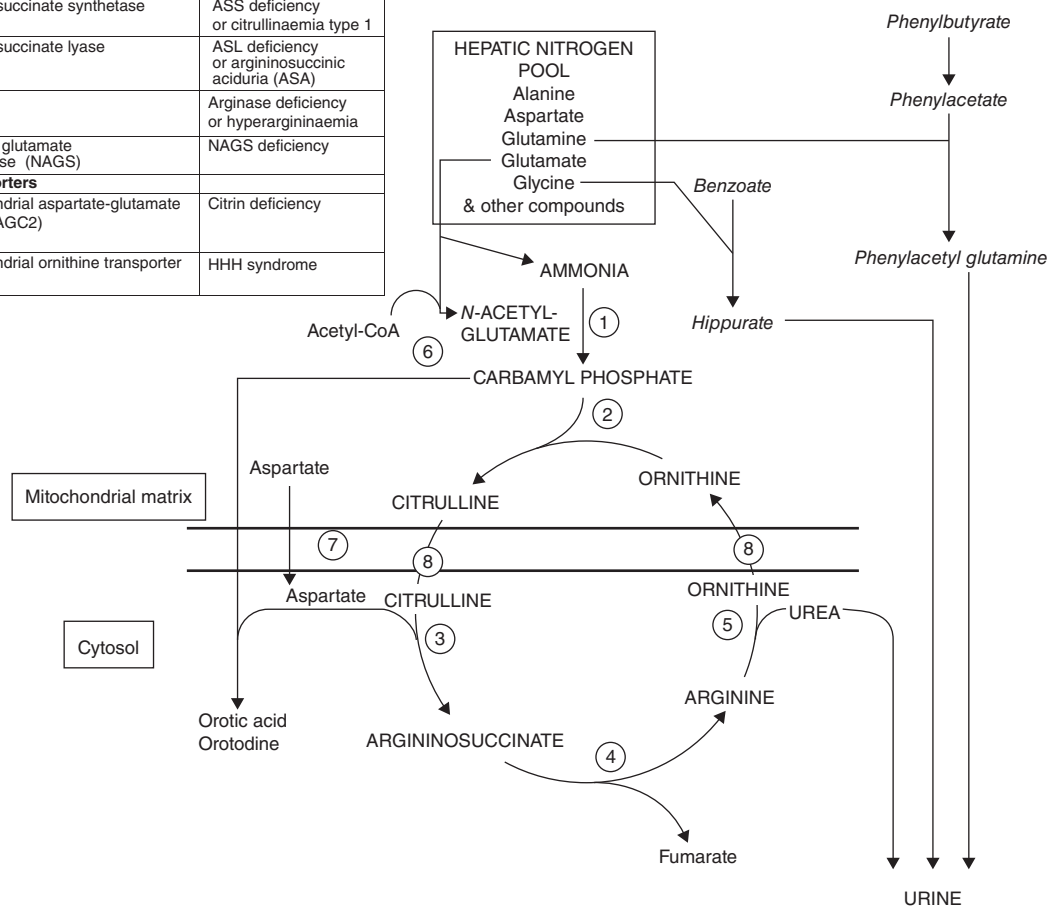 succinate synthetase
ASS deficiency
or citrullinaemia type 1
succinate lyase
ASL deficiency
or argininosuccinic
aciduria (ASA)
Arginase deficiency
or hyperargininaemia
glutamate
se (NAGS)
NAGS deficiency
rters
ndrial aspartate-glutamate
AGC2)
Citrin deficiency
ndrial ornithine transporter
HHH syndrome
HEPATIC NITROGEN
POOL
Alanine
Aspartate
Glutamine
Glutamate
Glycine
& other compounds
Phenylbutyrate
Phenylacetate
Benzoate
Phenylacetyl glutamine
AMMONIA
Acetyl-CoA
N-ACETYL-
GLUTAMATE
1
Hippurate
6
CARBAMYL PHOSPHATE
2
Aspartate
ORNITHINE
Mitochondrial matrix
CITRULLINE
7
8
8
Aspartate
CITRULLINE
ORNITHINE
UREA
Cytosol
3
5
ARGININE
Orotic acid
Orotodine
ARGININOSUCCINATE
4
Fumarate
URINE